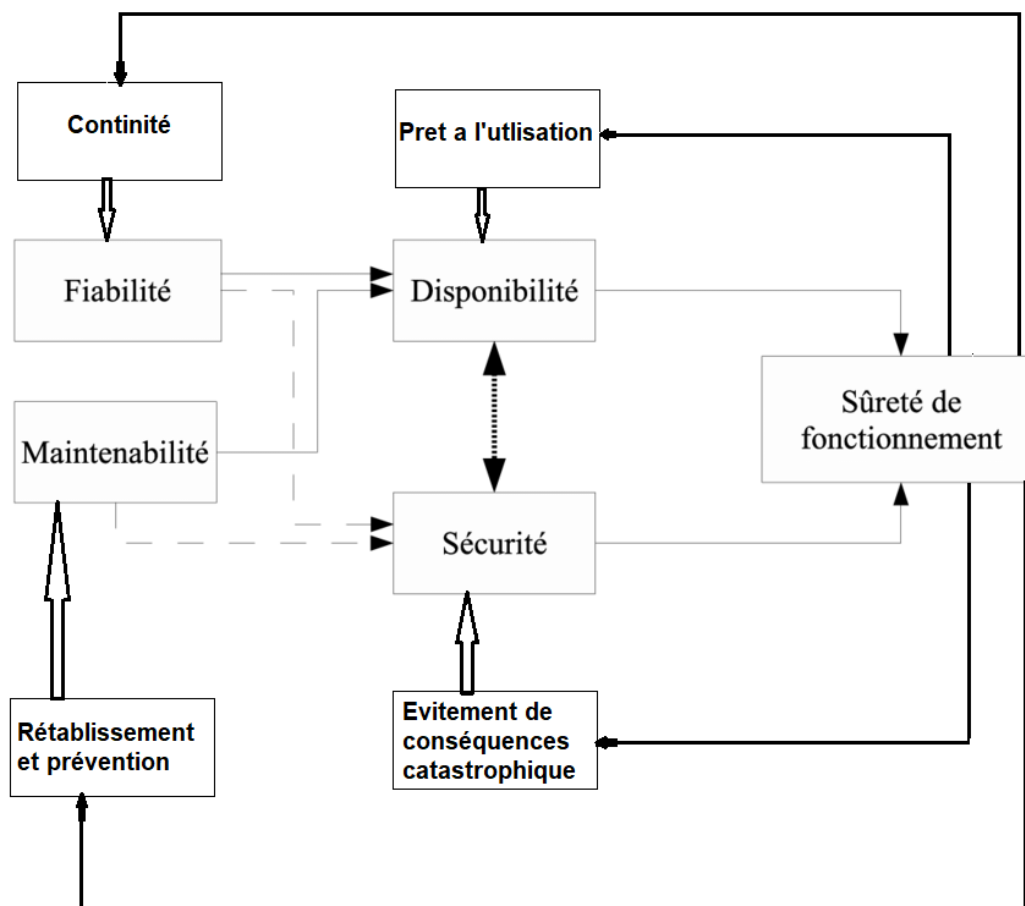 Continité
Pret a l'utlisation
Fiabilité
Disponibilité
Sûreté de
fonctionnement
Maintenabilité
Sécurité
Rétablissement
et prévention
Evitement de
conséquences
catastrophique